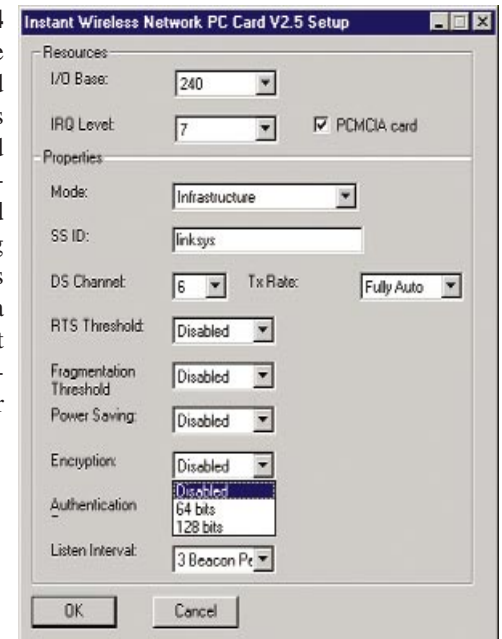 Instant Wireless Network PC Card V2.5 Setup
Resources
I/O Base: 240
IRQ Level: 7 PCMCIA card
Properties
Mode: Infrastructure
SS ID: linksys
DS Channel: 6 Tx Rate: Fully Auto
RTS Threshold: Disabled
Fragmentation Disabled
Threshold
Power Saving: Disabled
Encryption: Disabled
Disabled
Authentication 64 bits
128 bits
Listen Interval: 3 Beacon Pe
OK Cancel